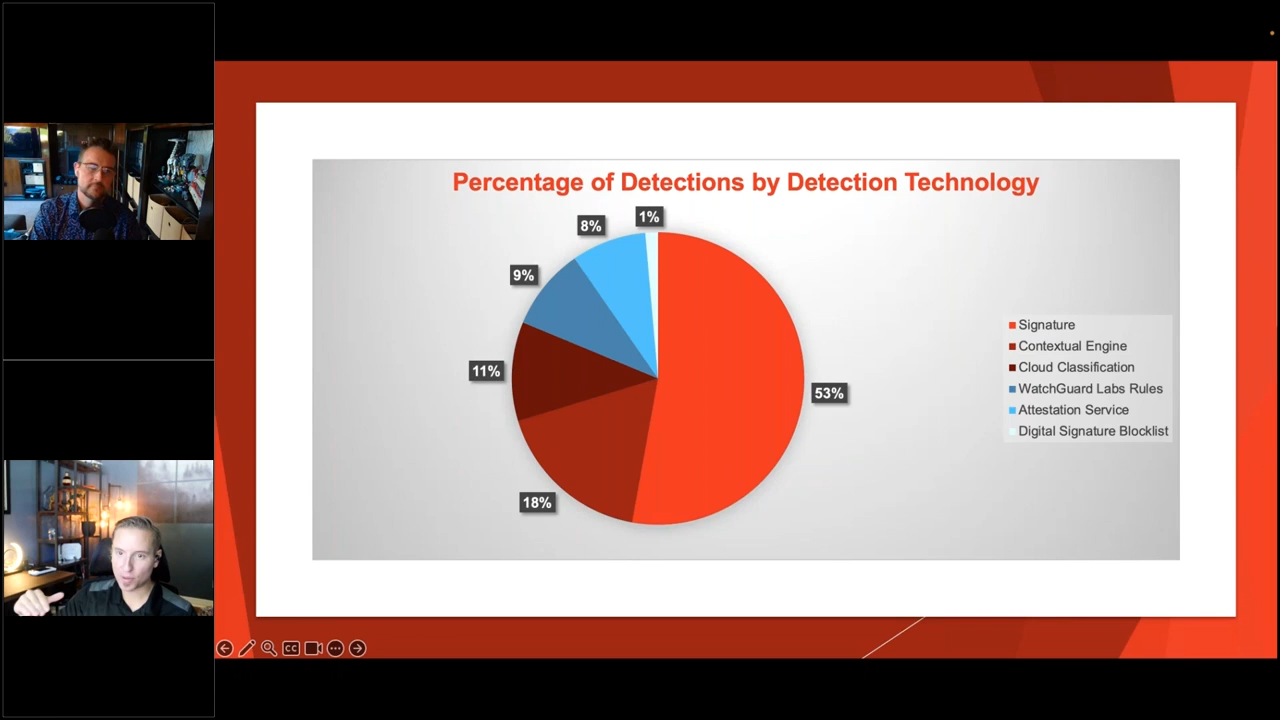 Percentage of Detections by Detection Technology
1%
8%
9%
11%
18%
53%
Signature
Contextual Engine
Cloud Classification
WatchGuard Labs Rules
Attestation Service
Digital Signature Blocklist
CC